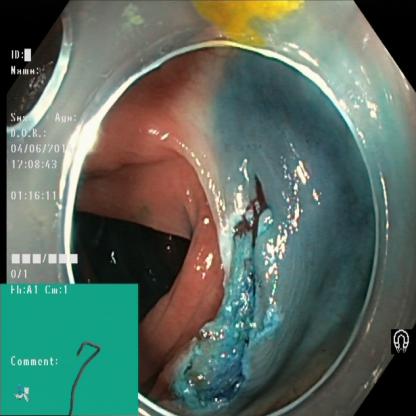 ID:
Name:
Sex: Age:
D.O.B.:
04/06/201
17:08:43
01:16:11
0/1
Eh:A1 Cm:1
Comment: